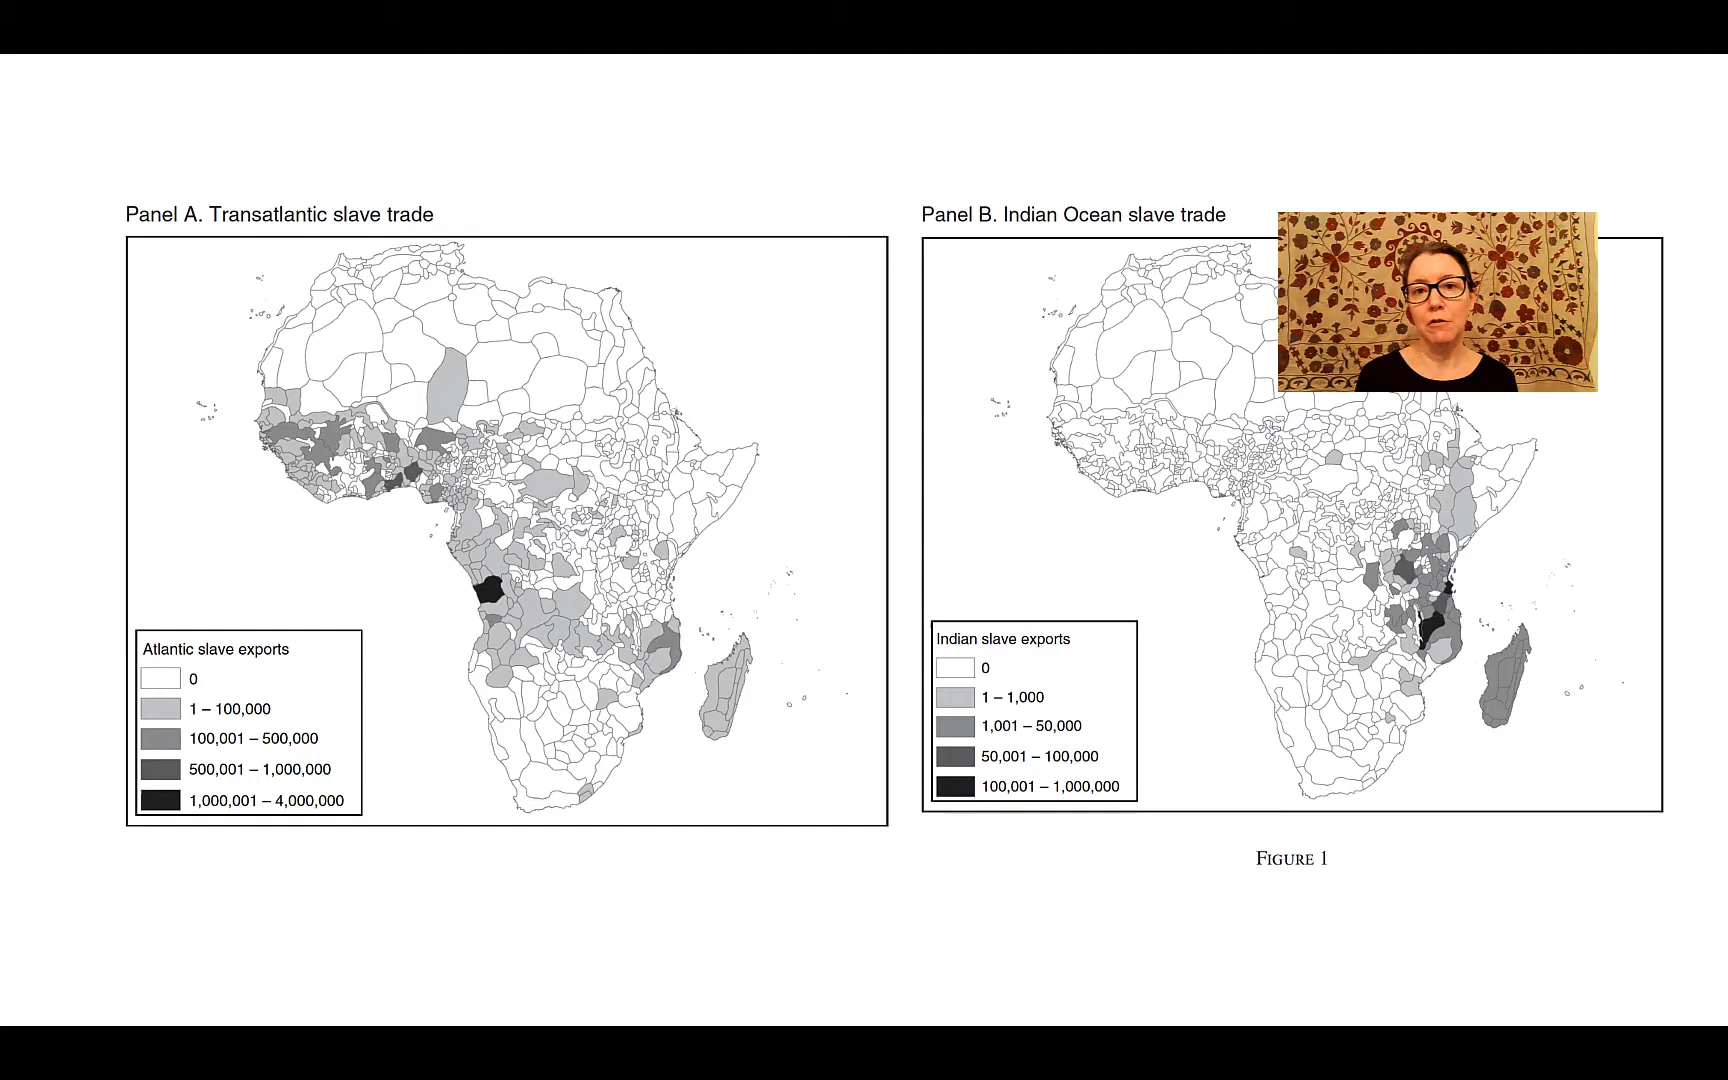 Panel A. Transatlantic slave trade
Atlantic slave exports
0
1 – 100,000
100,001 – 500,000
500,001 – 1,000,000
1,000,001 – 4,000,000
Panel B. Indian Ocean slave trade
Indian slave exports
0
1 – 1,000
1,001 – 50,000
50,001 – 100,000
100,001 – 1,000,000
FIGURE 1